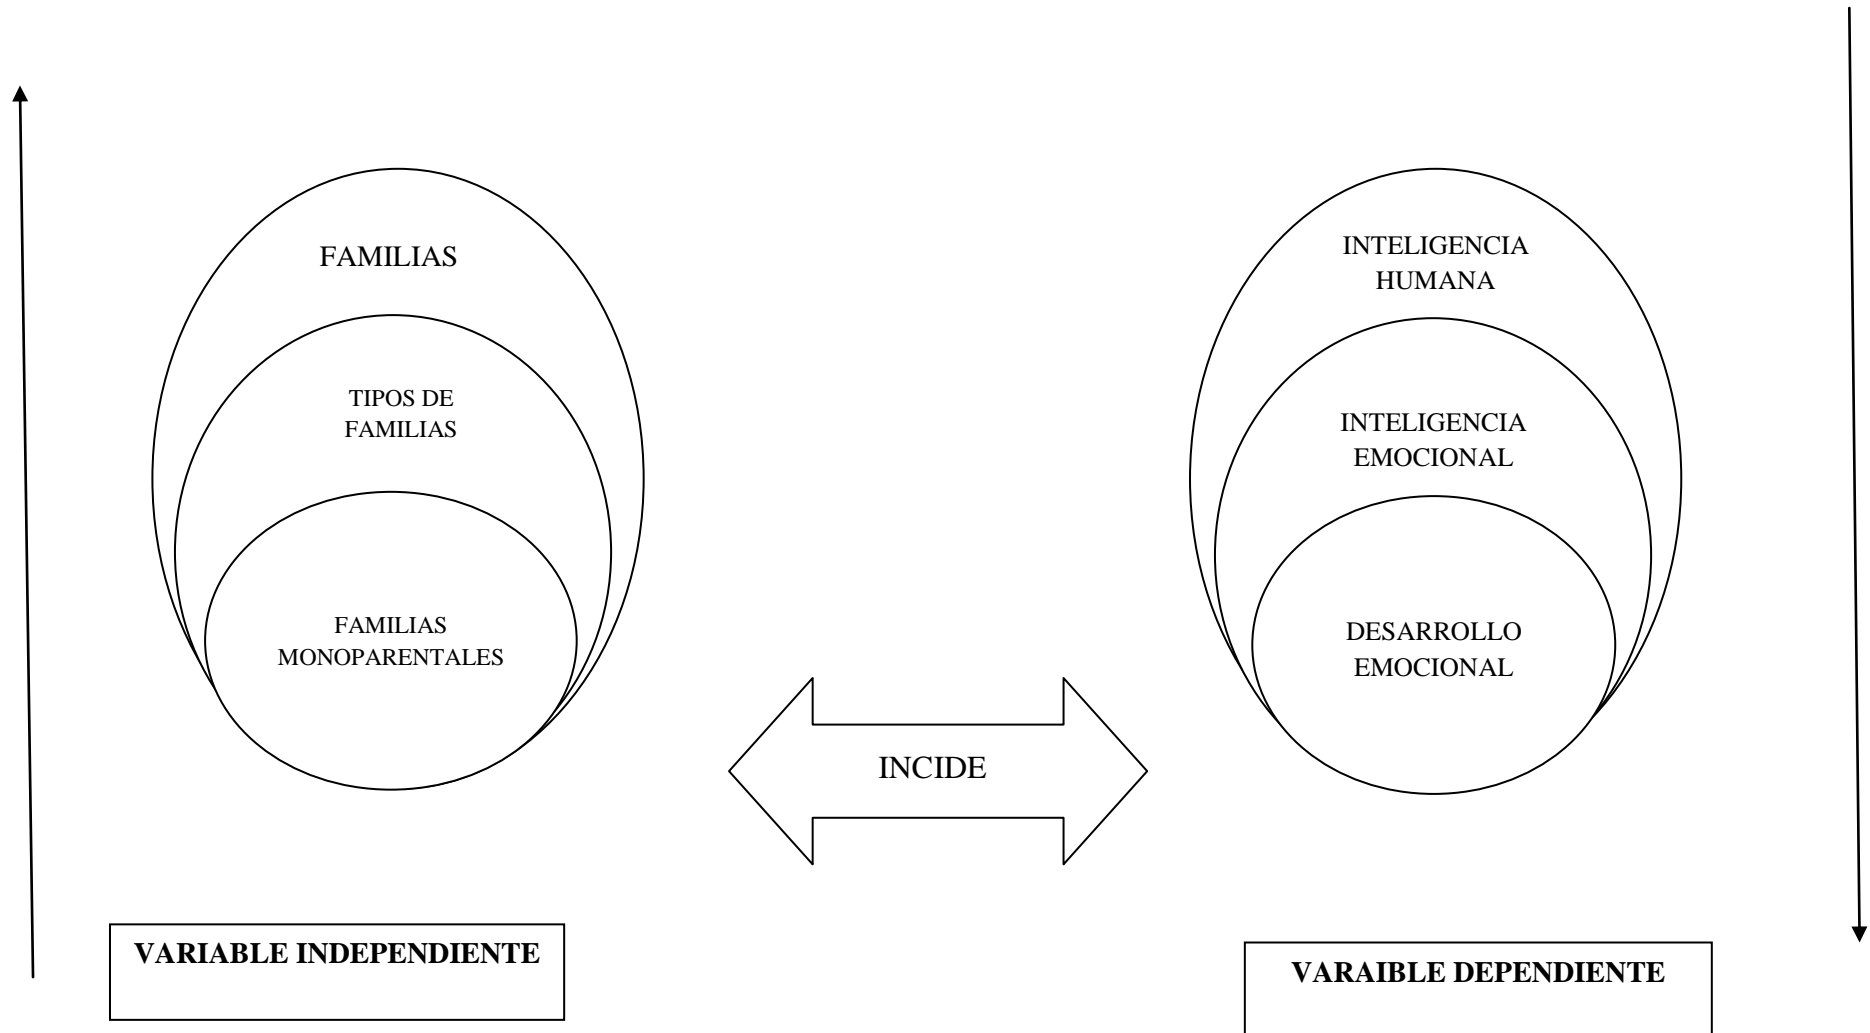 FAMILIAS
TIPOS DE
FAMILIAS
FAMILIAS
MONOPARENTALES
INCIDE
INTELIGENCIA
HUMANA
INTELIGENCIA
EMOCIONAL
DESARROLLO
EMOCIONAL
VARIABLE INDEPENDIENTE
VARAIBLE DEPENDIENTE